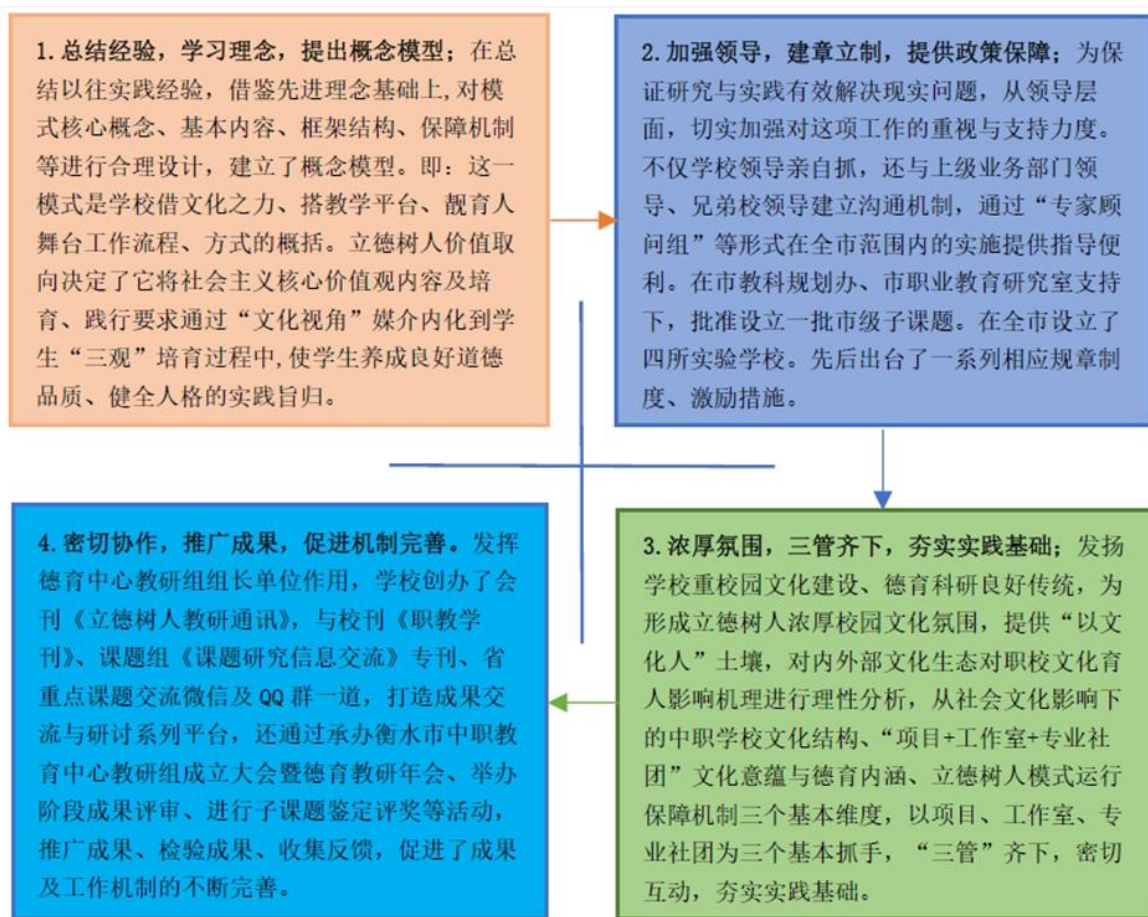 1.总结经验，学习理念，提出概念模型；在总
结以往实践经验，借鉴先进理念基础上,对模
式核心概念、基本内容、框架结构、保障机制
等进行合理设计，建立了概念模型。即：这一
模式是学校借文化之力、搭教学平台、靓育人
舞台工作流程、方式的概括。立德树人价值取
向决定了它将社会主义核心价值观内容及培
育、践行要求通过“文化视角”媒介内化到学
生“三观”培育过程中,使学生养成良好道德
品质、健全人格的实践旨归。
2.加强领导，建章立制，提供政策保障；为保
证研究与实践有效解决现实问题，从领导层
面，切实加强对这项工作的重视与支持力度。
不仅学校领导亲自抓，还与上级业务部门领
导、兄弟校领导建立沟通机制，通过“专家顾
问组”等形式在全市范围内的实施提供指导便
利。在市教科规划办、市职业教育研究室支持
下，批准设立一批市级子课题。在全市设立了
四所实验学校。先后出台了一系列相应规章制
度、激励措施。
3.浓厚氛围，三管齐下，夯实实践基础；发扬
学校重校园文化建设、德育科研良好传统，为
形成立德树人浓厚校园文化氛围，提供“以文
化人”土壤，对内外部文化生态对职校文化育
人影响机理进行理性分析，从社会文化影响下
的中职学校文化结构、“项目+工作室+专业社
团”文化意蕴与德育内涵、立德树人模式运行
保障机制三个基本维度，以项目、工作室、专
业社团为三个基本抓手，“三管”齐下，密切
互动，夯实实践基础。
4.密切协作，推广成果，促进机制完善。发挥
德育中心教研组组长单位作用，学校创办了会
刊《立德树人教研通讯》，与校刊《职教学
刊》、课题组《课题研究信息交流》专刊、省
重点课题交流微信及QQ群一道，打造成果交
流与研讨系列平台，还通过承办衡水市中职教
育中心教研组成立大会暨德育教研年会、举办
阶段成果评审、进行子课题鉴定评奖等活动，
推广成果、检验成果、收集反馈，促进了成果
及工作机制的不断完善。